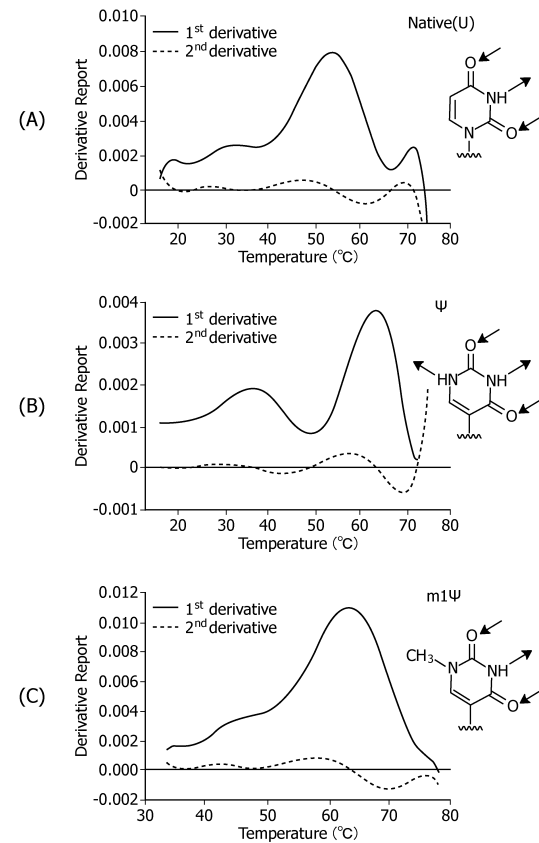 (A)
Derivative Report
0.010
0.008
0.006
0.004
0.002
0
-0.002
1st derivative
2nd derivative
20
30
40
50
60
70
80
Temperature (℃)
Native(U)
O
NH
N
O
(B)
Derivative Report
0.004
0.003
0.002
0.001
0
-0.001
1st derivative
2nd derivative
20
30
40
50
60
70
80
Temperature (℃)
Ψ
O
HN
NH
O
(C)
Derivative Report
0.012
0.010
0.008
0.006
0.004
0.002
0.000
-0.002
1st derivative
2nd derivative
30
40
50
60
70
80
Temperature (℃)
m1Ψ
O
CH3
N
NH
O